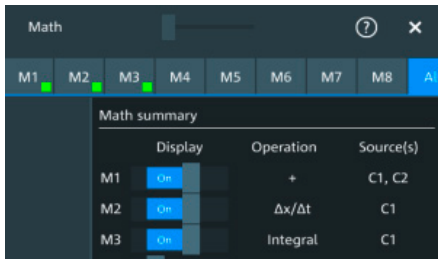 Math ? ×
M1 M2 M3 M4 M5 M6 M7 M8 Al
Math summary
Display Operation Source(s)
M1 On + C1, C2
M2 On Δx/Δt C1
M3 On Integral C1